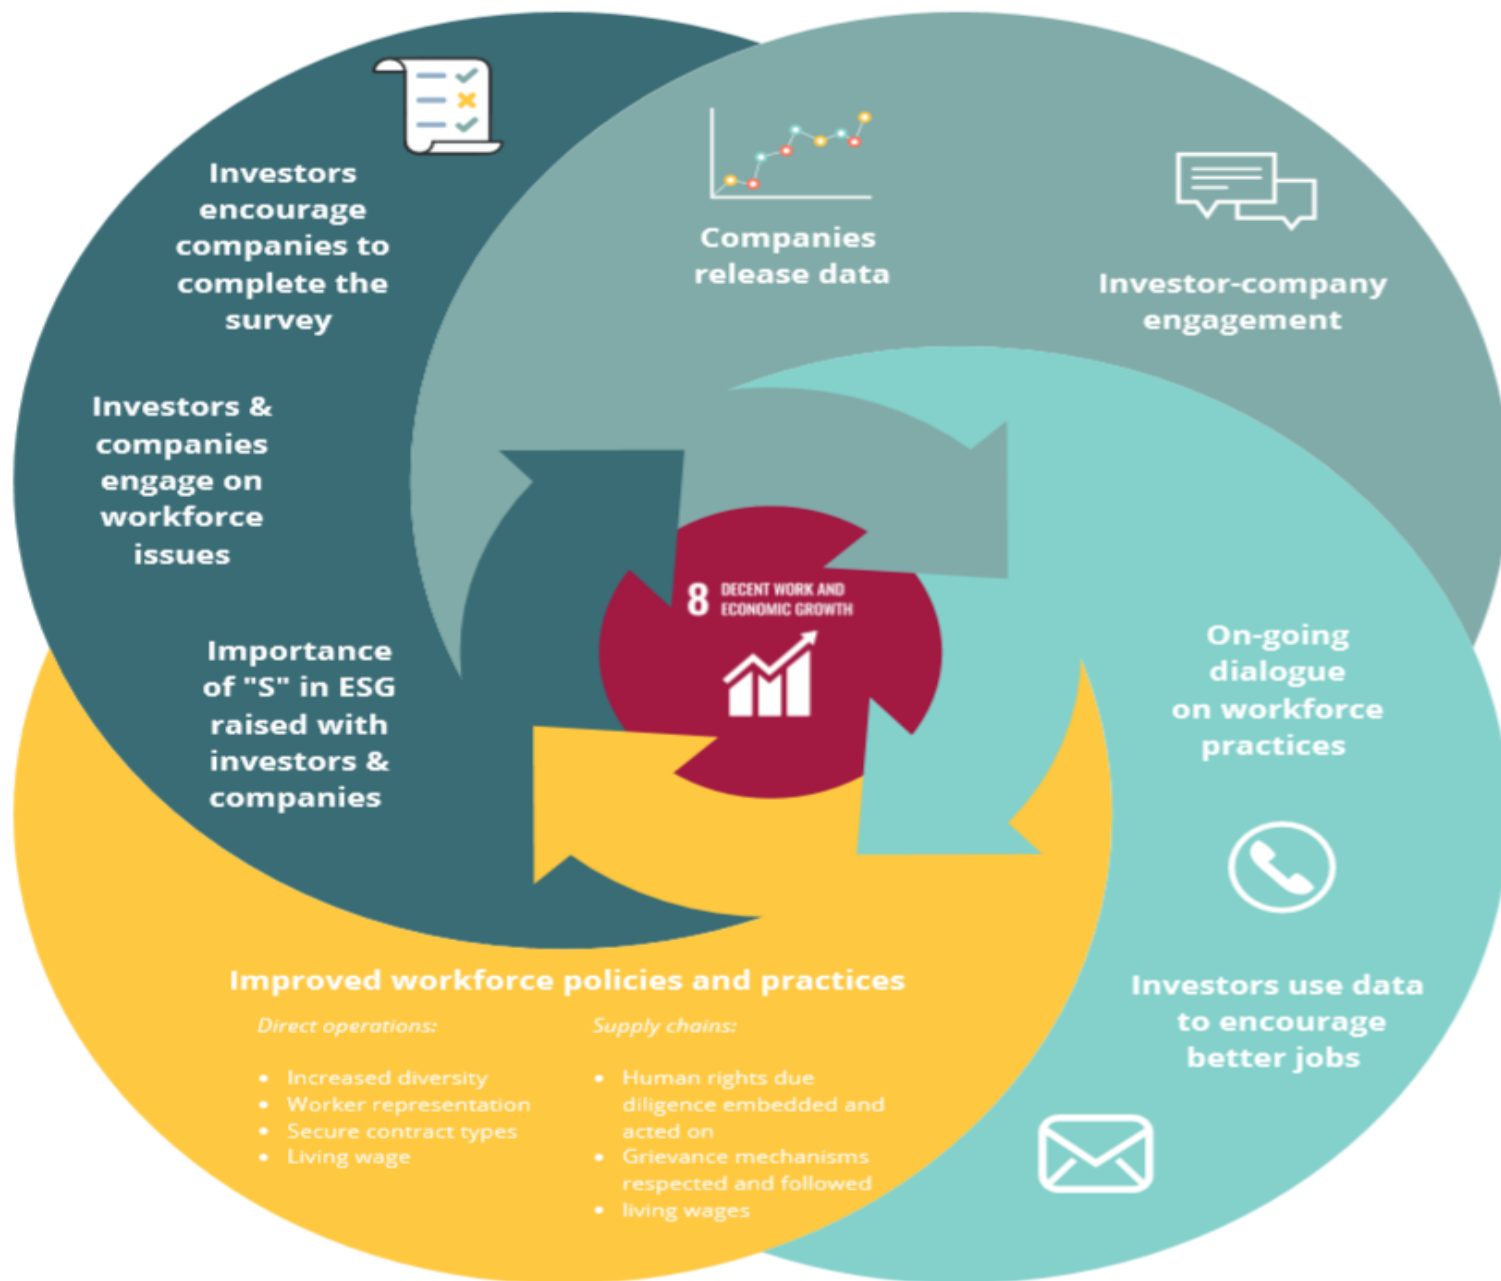 Investors
encourage
companies to
complete the
survey
Investors &
companies
engage on
workforce
issues
Importance
of "S" in ESG
raised with
investors &
companies
Companies
release data
Investor-company
engagement
8 DECENT WORK AND
ECONOMIC GROWTH
On-going
dialogue
on workforce
practices
Investors use data
to encourage
better jobs
Improved workforce policies and practices
Direct operations:
• Increased diversity
• Worker representation
• Secure contract types
• Living wage
Supply chains:
• Human rights due
diligence embedded and
acted on
• Grievance mechanisms
respected and followed
• living wages